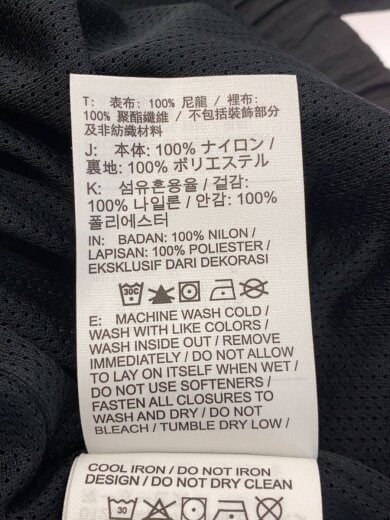 T: 表布: 100% 尼龍 / 裡布:
100% 聚酯纖維 / 不包括裝飾部分
及非紡織材料
J: 本体: 100% ナイロン /
裏地: 100% ポリエステル
K: 섬유혼용율 / 겉감:
100% 나일론 / 안감: 100%
폴리에스터
IN: BADAN: 100% NILON /
LAPISAN: 100% POLIESTER /
EKSKLUSIF DARI DEKORASI
30C
E: MACHINE WASH COLD /
WASH WITH LIKE COLORS /
WASH INSIDE OUT / REMOVE
IMMEDIATELY / DO NOT ALLOW
TO LAY ON ITSELF WHEN WET /
DO NOT USE SOFTENERS /
FASTEN ALL CLOSURES TO
WASH AND DRY / DO NOT
BLEACH / TUMBLE DRY LOW /
COOL IRON / DO NOT IRON
DESIGN / DO NOT DRY CLEAN
30